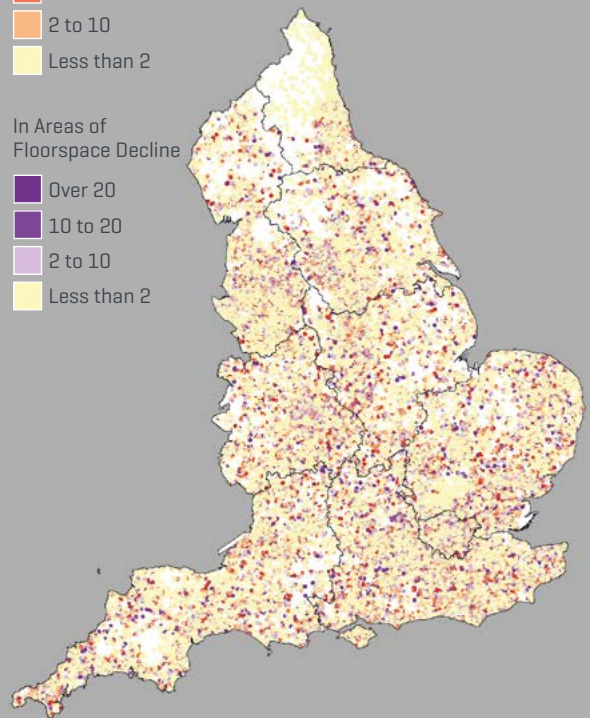 2 to 10
Less than 2
In Areas of
Floorspace Decline
Over 20
10 to 20
2 to 10
Less than 2